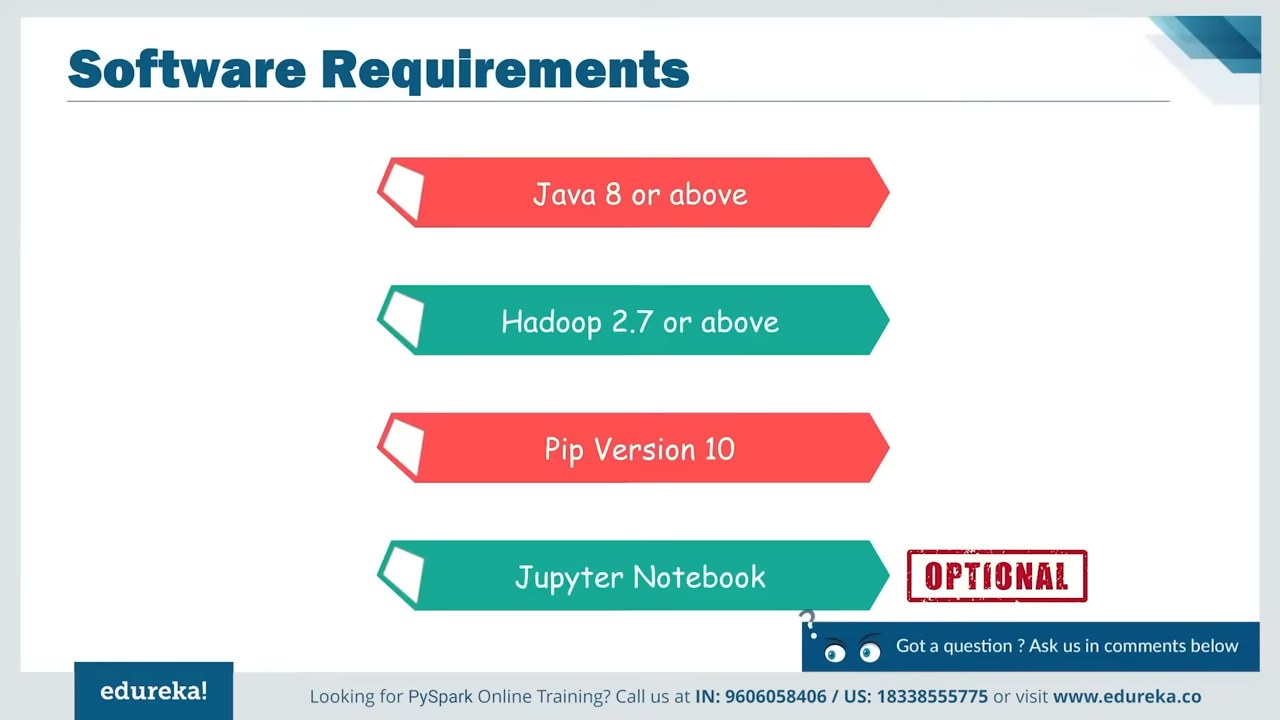 Software Requirements
Java 8 or above
Hadoop 2.7 or above
Pip Version 10
Jupyter Notebook
OPTIONAL
?
Got a question ? Ask us in comments below
edureka!
Looking for PySpark Online Training? Call us at IN: 9606058406 / US: 18338555775 or visit www.edureka.co